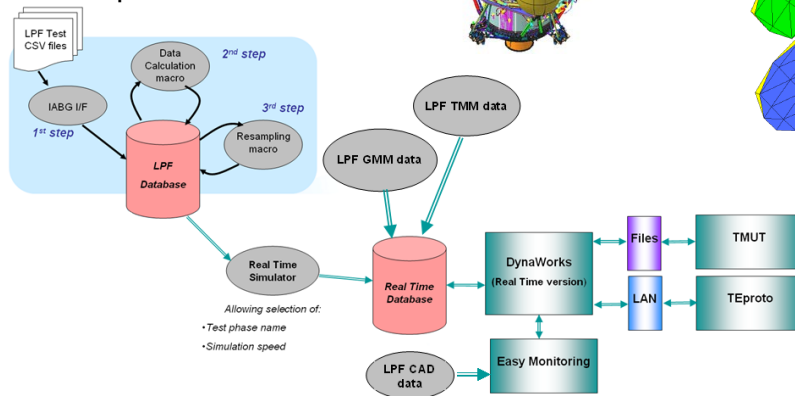 LPF Test
CSV files
Data
Calculation
macro
2nd step
IABG I/F
1st step
3rd step
Resampling
macro
LPF
Database
LPF TMM data
LPF GMM data
Real Time
Simulator
Allowing selection of:
•Test phase name
•Simulation speed
Real Time
Database
DynaWorks
(Real Time version)
Files
TMUT
LAN
TEproto
Easy Monitoring
LPF CAD
data